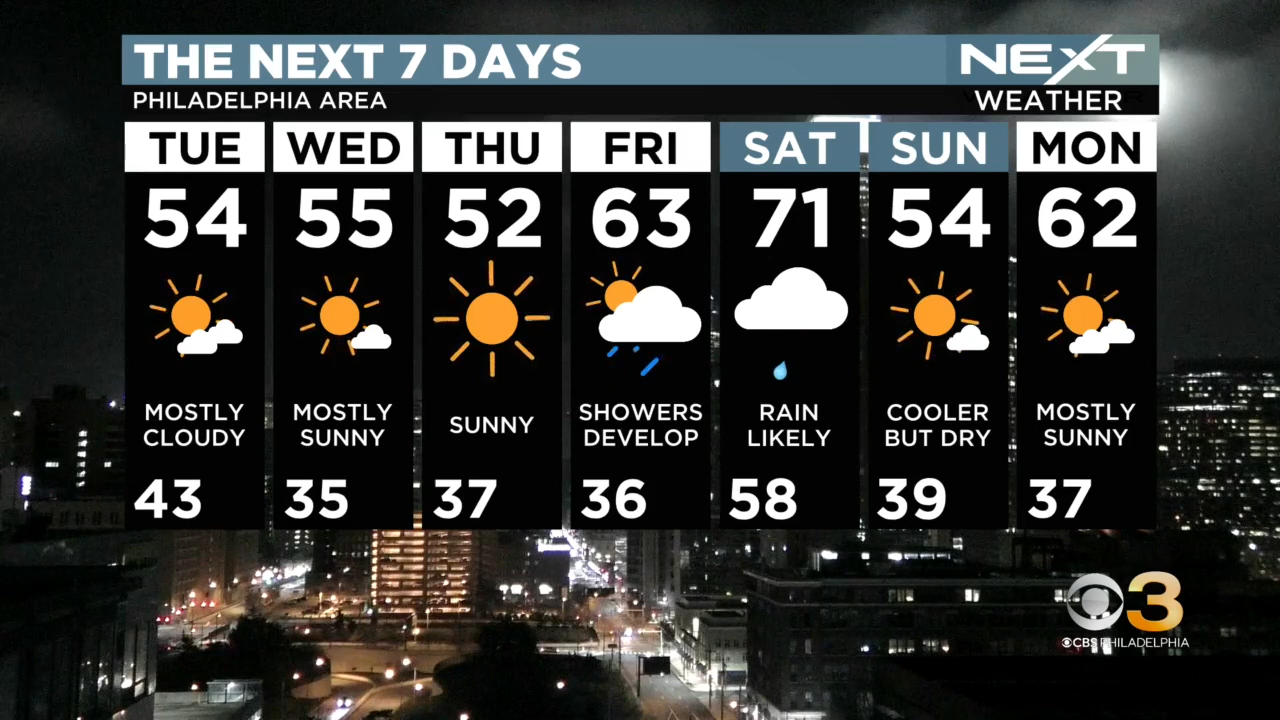 THE NEXT 7 DAYS
NEXT
PHILADELPHIA AREA
WEATHER
TUE WED THU FRI SAT SUN MON
54 55 52 63 71 54 62
MOSTLY CLOUDY
MOSTLY SUNNY
SUNNY
SHOWERS DEVELOP
RAIN LIKELY
COOLER BUT DRY
MOSTLY SUNNY
43 35 37 36 58 39 37
3
CBS PHILADELPHIA